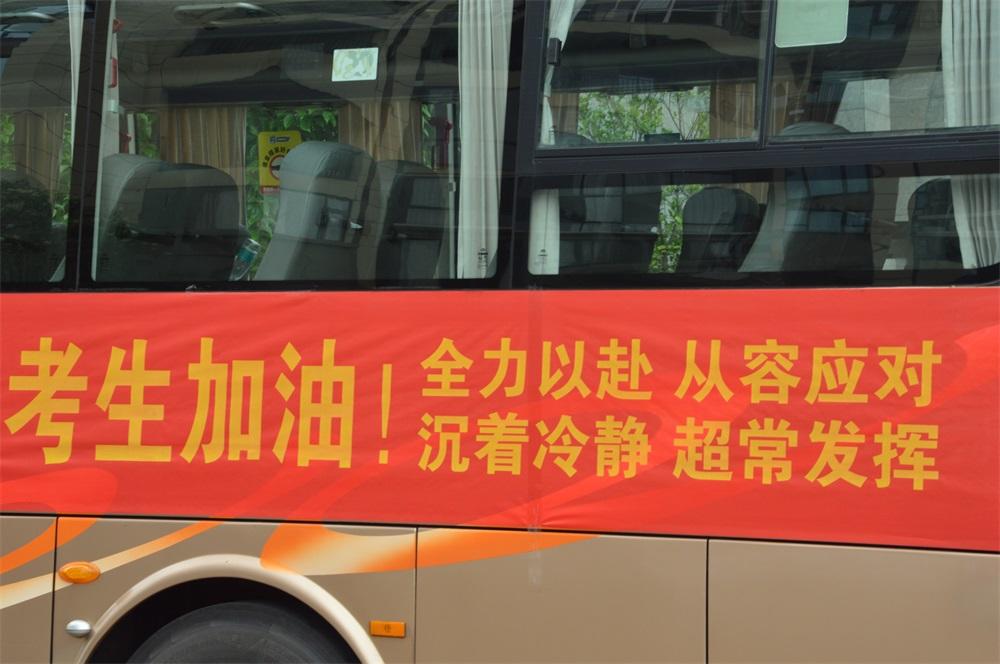 考生加油！
全力以赴 从容应对
沉着冷静 超常发挥